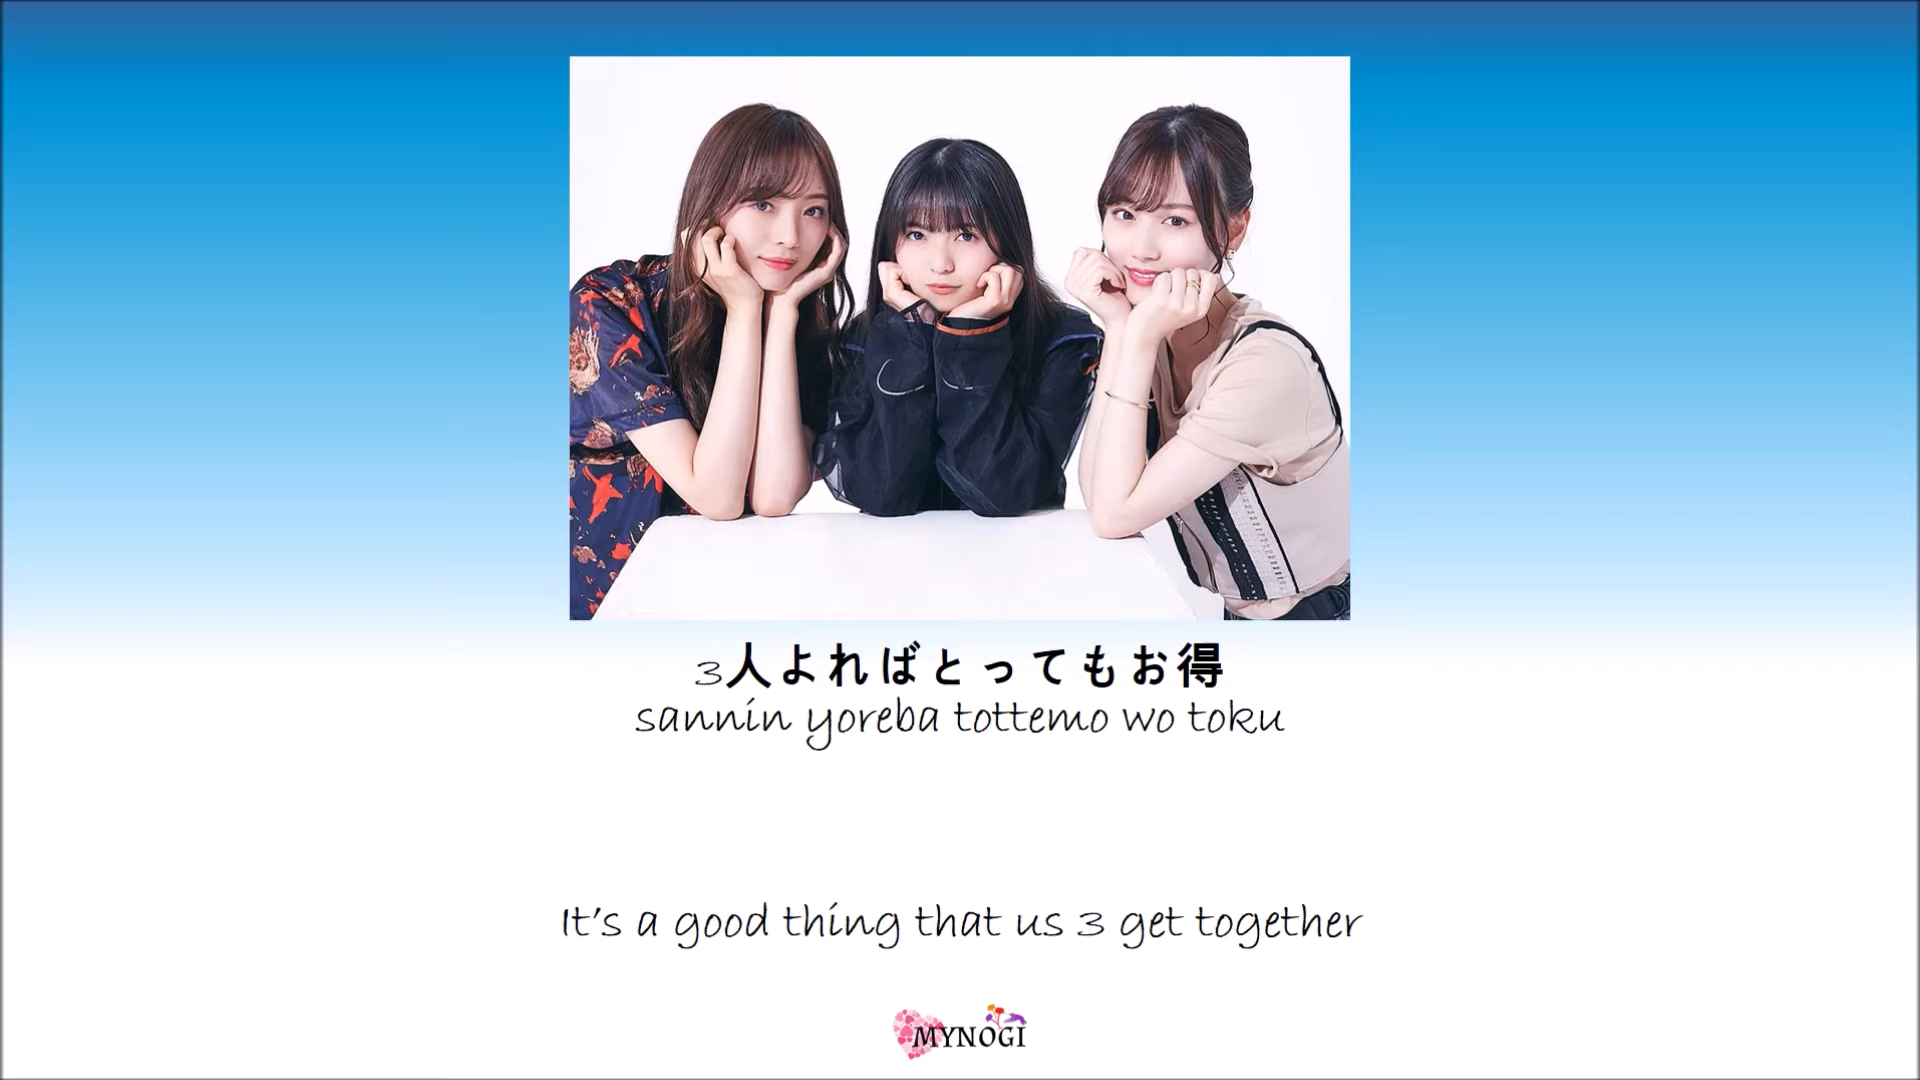 3人よればとってもお得
sannin yoreba tottemo wo toku
It's a good thing that us 3 get together
MYNOGI